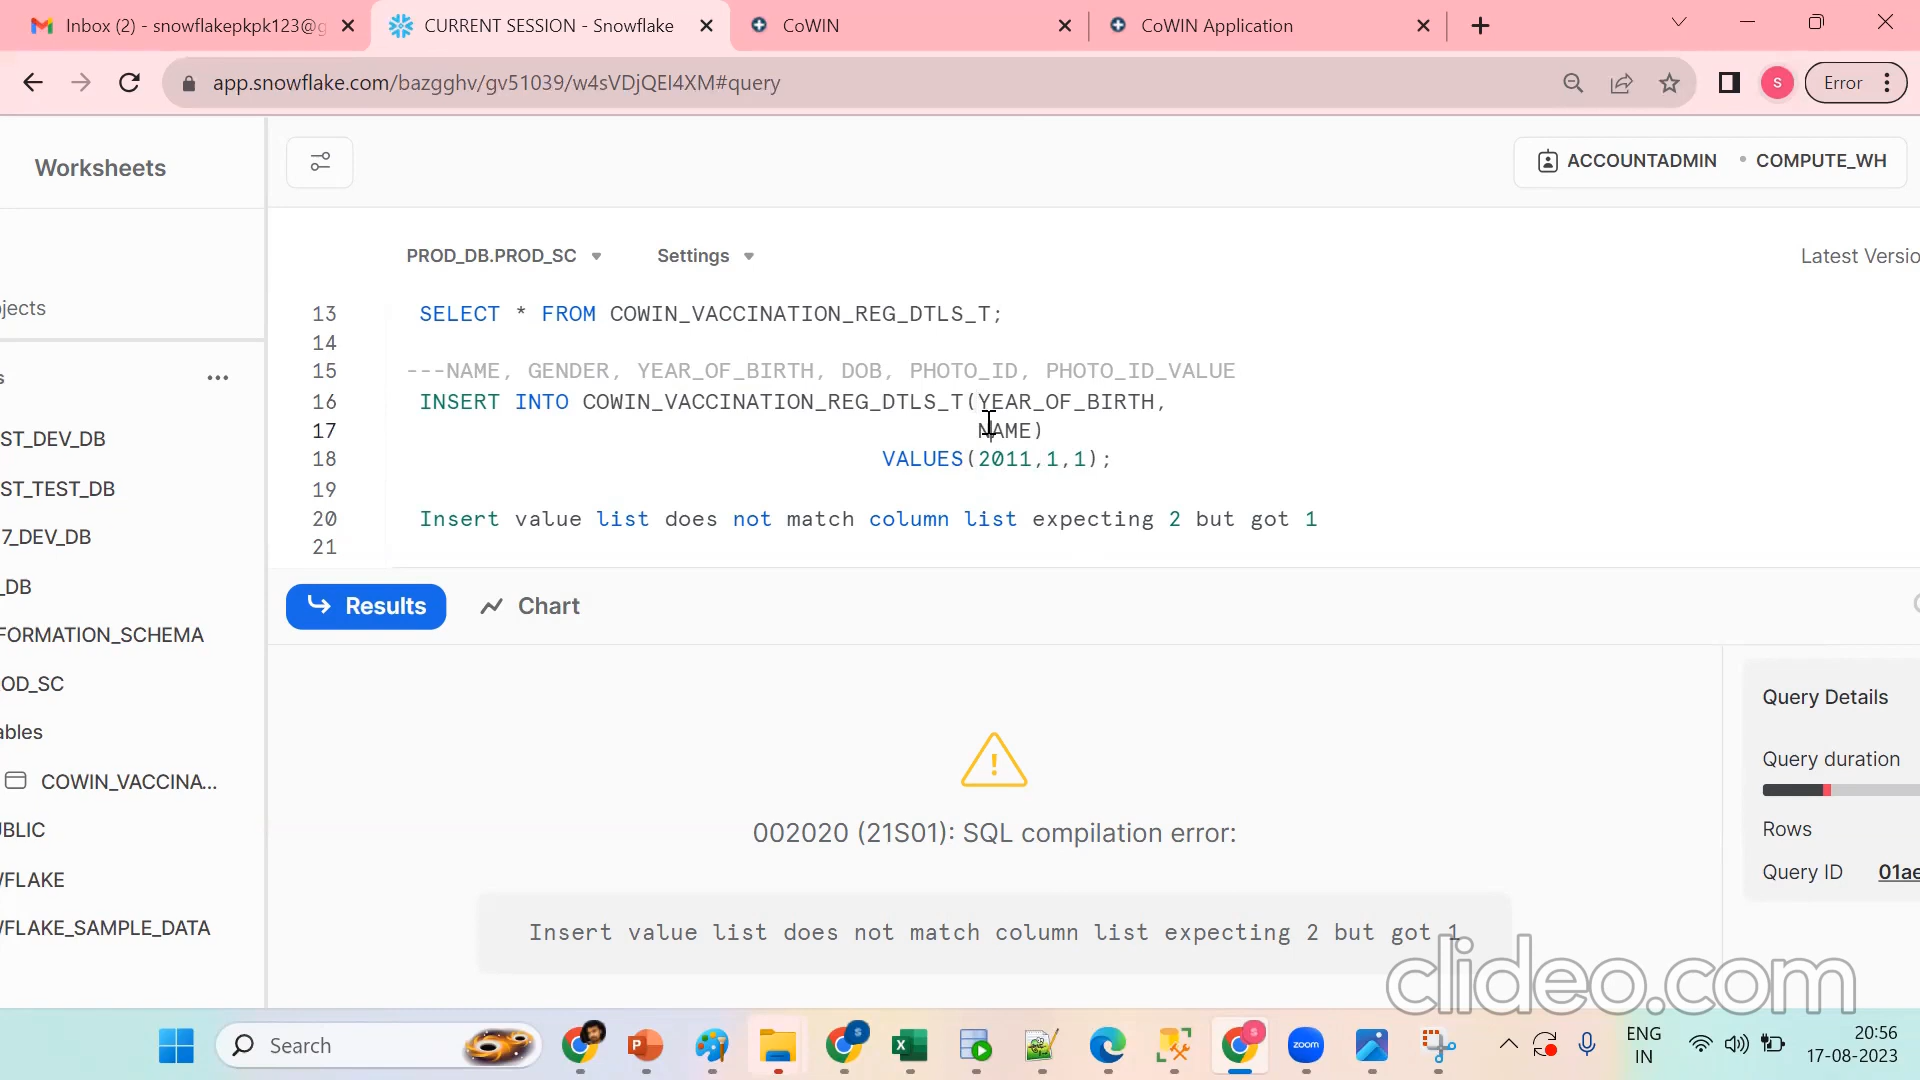 Inbox (2) - snowflakepkpk123@g
CURRENT SESSION - Snowflake
CoWIN
CoWIN Application
app.snowflake.com/bazgghv/gv51039/w4sVDjQEI4XM#query
S
Error
Worksheets
ACCOUNTADMIN
COMPUTE_WH
PROD_DB.PROD_SC
Settings
Latest Versio
jects
13 SELECT * FROM COWIN_VACCINATION_REG_DTLS_T;
14
15 ---NAME, GENDER, YEAR_OF_BIRTH, DOB, PHOTO_ID, PHOTO_ID_VALUE
16 INSERT INTO COWIN_VACCINATION_REG_DTLS_T(YEAR_OF_BIRTH,
17 NAME)
18 VALUES(2011,1,1);
19
20 Insert value list does not match column list expecting 2 but got 1
21
s
ST_DEV_DB
ST_TEST_DB
7_DEV_DB
_DB
FORMATION_SCHEMA
OD_SC
ables
COWIN_VACCINA...
BLIC
FLAKE
FLAKE_SAMPLE_DATA
Results
Chart
002020 (21S01): SQL compilation error:
Insert value list does not match column list expecting 2 but got 1
Query Details
Query duration
Rows
Query ID 01ae
clideo.com
Search
zoom
ENG
IN
20:56
17-08-2023